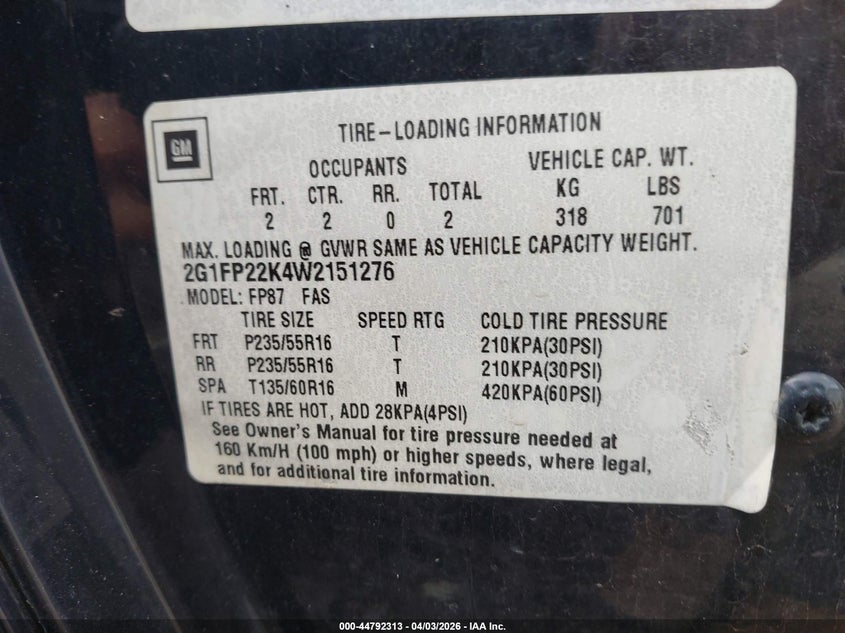 GM
TIRE-LOADING INFORMATION
OCCUPANTS VEHICLE CAP. WT.
FRT. CTR. RR. TOTAL KG LBS
2 2 0 2 318 701
MAX. LOADING @ GVWR SAME AS VEHICLE CAPACITY WEIGHT.
2G1FP22K4W2151276
MODEL: FP87 FAS
TIRE SIZE SPEED RTG COLD TIRE PRESSURE
FRT P235/55R16 T 210KPA(30PSI)
RR P235/55R16 T 210KPA(30PSI)
SPA T135/60R16 M 420KPA(60PSI)
IF TIRES ARE HOT, ADD 28KPA(4PSI)
See Owner's Manual for tire pressure needed at
160 Km/H (100 mph) or higher speeds, where legal,
and for additional tire information.
000-44792313 - 04/03/2026 - IAA Inc.